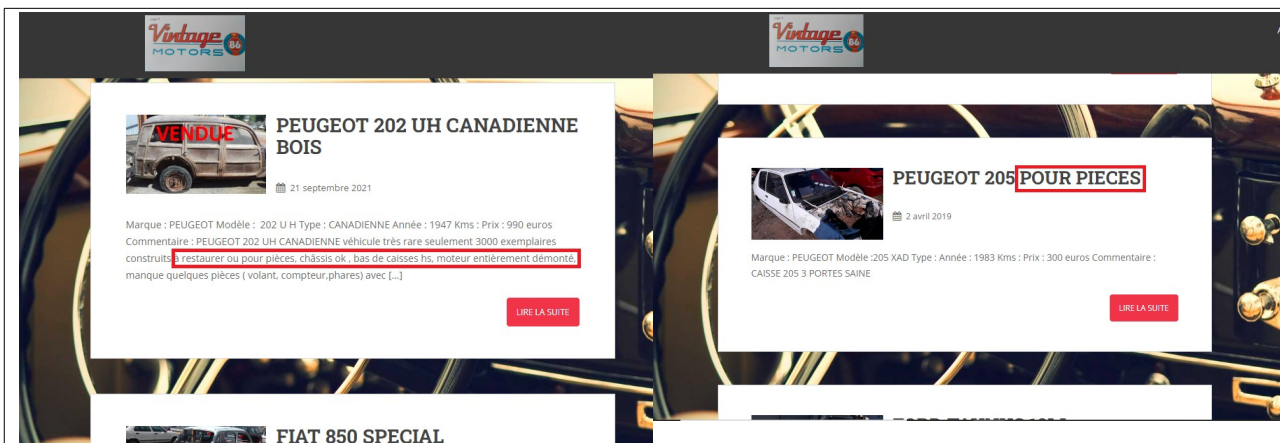 Vintage
MOTORS 86
VENDUE
PEUGEOT 202 UH CANADIENNE
BOIS
21 septembre 2021
Marque : PEUGEOT Modèle : 202 U H Type : CANADIENNE Année : 1947 Kms : Prix : 990 euros
Commentaire : PEUGEOT 202 UH CANADIENNE véhicule très rare seulement 3000 exemplaires
construits à restaurer ou pour pièces, châssis ok , bas de caisses hs, moteur entièrement démonté,
manque quelques pièces ( volant, compteur,phares) avec [...]
LIRE LA SUITE
FIAT 850 SPECIAL
Vintage
MOTORS 86
A
PEUGEOT 205 POUR PIECES
2 avril 2019
Marque : PEUGEOT Modèle :205 XAD Type : Année : 1983 Kms : Prix : 300 euros Commentaire :
CAISSE 205 3 PORTES SAINE
LIRE LA SUITE